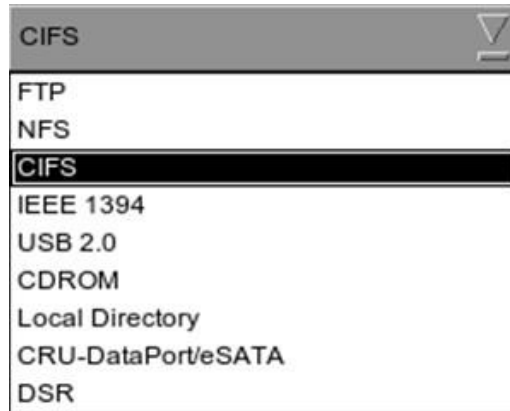 CIFS
FTP
NFS
CIFS
IEEE 1394
USB 2.0
CDROM
Local Directory
CRU-DataPort/eSATA
DSR